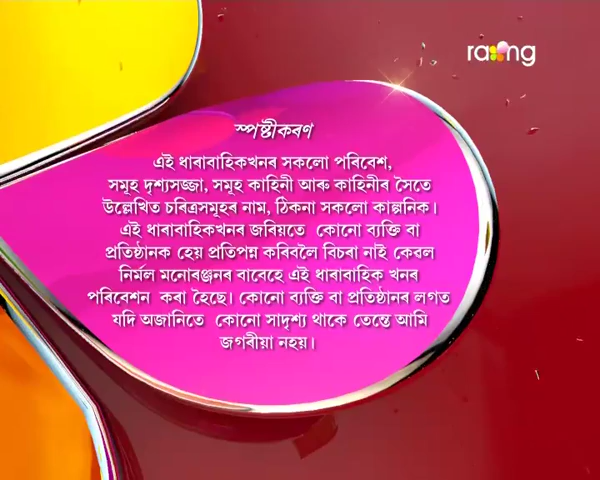 raang
স্পষ্টীকৰণ
এই ধাৰাবাহিকখনৰ সকলো পৰিবেশ,
সমূহ দৃশ্যসজ্জা, সমূহ কাহিনী আৰু কাহিনীৰ সৈতে
উল্লেখিত চৰিত্ৰসমূহৰ নাম, ঠিকনা সকলো কাল্পনিক।
এই ধাৰাবাহিকখনৰ জৰিয়তে কোনো ব্যক্তি বা
প্ৰতিষ্ঠানক হেয় প্ৰতিপন্ন কৰিবলৈ বিচৰা নাই কেৱল
নিৰ্মল মনোৰঞ্জনৰ বাবেহে এই ধাৰাবাহিক খনৰ
পৰিবেশন কৰা হৈছে। কোনো ব্যক্তি বা প্ৰতিষ্ঠানৰ লগত
যদি অজানিতে কোনো সাদৃশ্য থাকে তেন্তে আমি
জগৰীয়া নহয়।